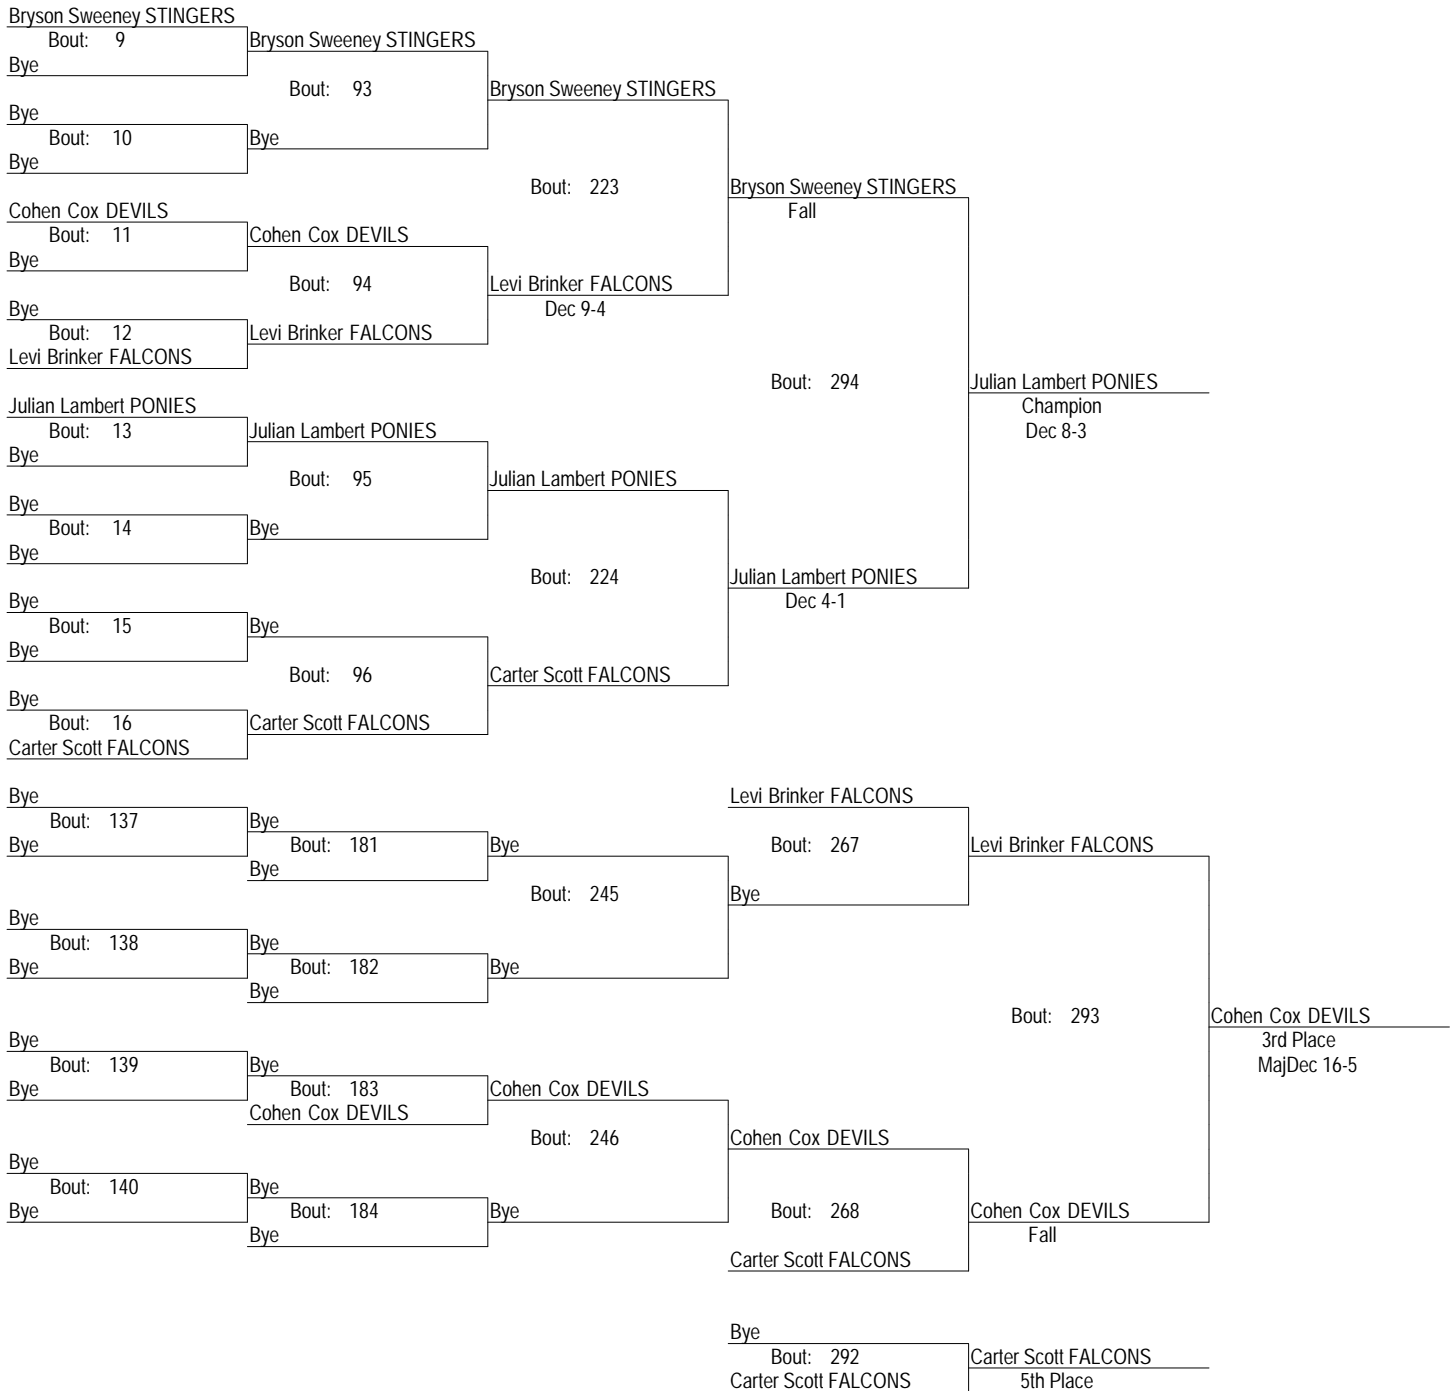 Bryson Sweeney STINGERS
Bout: 9
Bryson Sweeney STINGERS
Bye
Bout: 93
Bryson Sweeney STINGERS
Bye
Bout: 10
Bye
Bye
Bout: 223
Bryson Sweeney STINGERS
Fall
Cohen Cox DEVILS
Bout: 11
Cohen Cox DEVILS
Bye
Bout: 94
Levi Brinker FALCONS
Dec 9-4
Bye
Bout: 12
Levi Brinker FALCONS
Levi Brinker FALCONS
Bout: 294
Julian Lambert PONIES
Champion
Dec 8-3
Julian Lambert PONIES
Bout: 13
Julian Lambert PONIES
Bye
Bout: 95
Julian Lambert PONIES
Bye
Bout: 14
Bye
Bye
Bout: 224
Julian Lambert PONIES
Dec 4-1
Bye
Bout: 15
Bye
Bye
Bout: 96
Carter Scott FALCONS
Bye
Bout: 16
Carter Scott FALCONS
Carter Scott FALCONS
Bye
Bout: 137
Bye
Bye
Bout: 181
Bye
Bye
Levi Brinker FALCONS
Bout: 267
Levi Brinker FALCONS
Bout: 245
Bye
Bye
Bout: 138
Bye
Bye
Bout: 182
Bye
Bye
Bout: 293
Cohen Cox DEVILS
3rd Place
MajDec 16-5
Bye
Bout: 139
Bye
Bye
Bout: 183
Cohen Cox DEVILS
Cohen Cox DEVILS
Bout: 246
Cohen Cox DEVILS
Bye
Bout: 140
Bye
Bye
Bout: 184
Bye
Bye
Bout: 268
Cohen Cox DEVILS
Fall
Carter Scott FALCONS
Bye
Bout: 292
Carter Scott FALCONS
Carter Scott FALCONS
5th Place